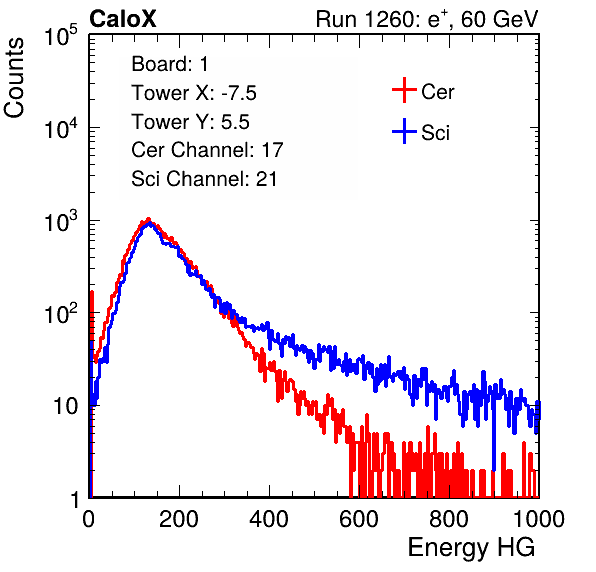 CaloX Run 1260: e⁺, 60 GeV
Counts
Board: 1
Tower X: -7.5
Tower Y: 5.5
Cer Channel: 17
Sci Channel: 21
Cer
Sci
10⁵
10⁴
10³
10²
10
1
0 200 400 600 800 1000
Energy HG